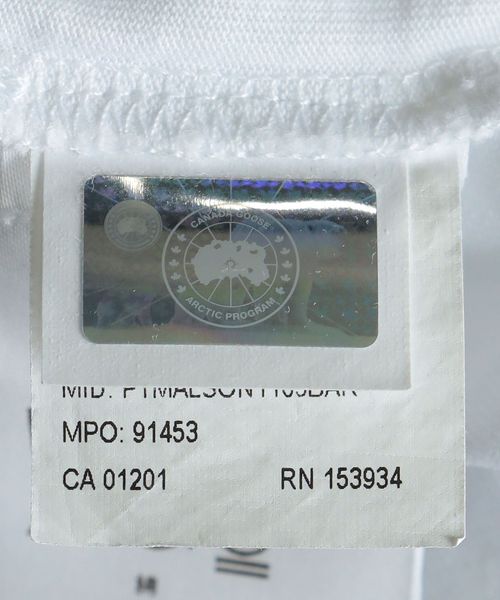 CANADA GOOSE
ARCTIC PROGRAM
MPO: 91453
CA 01201 RN 153934